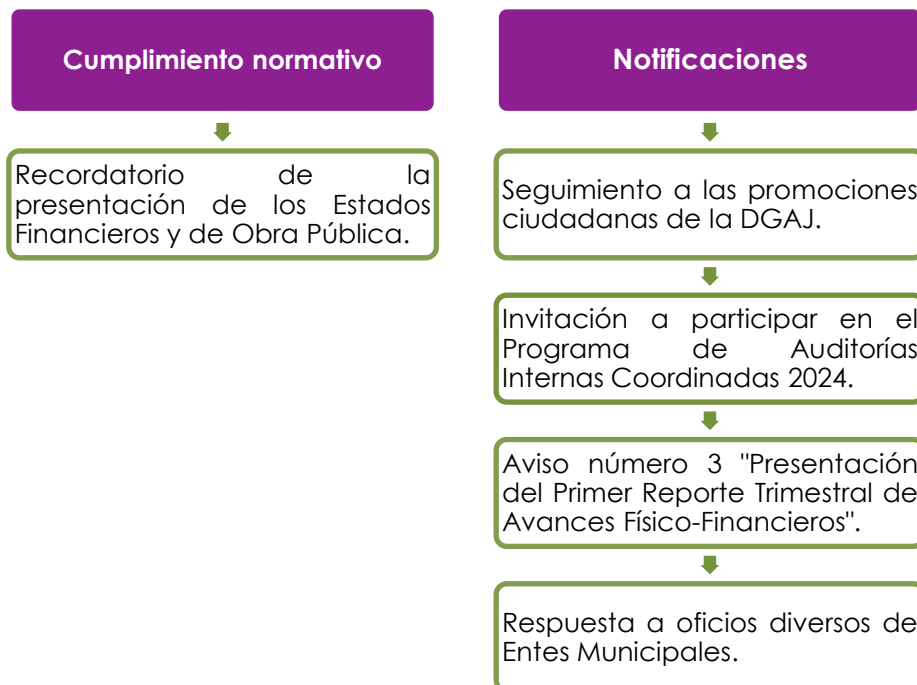 Cumplimiento normativo
Recordatorio de la
presentación de los Estados
Financieros y de Obra Pública.
Notificaciones
Seguimiento a las promociones
ciudadanas de la DGAJ.
Invitación a participar en el
Programa de Auditorías
Internas Coordinadas 2024.
Aviso número 3 "Presentación
del Primer Reporte Trimestral de
Avances Físico-Financieros".
Respuesta a oficios diversos de
Entes Municipales.